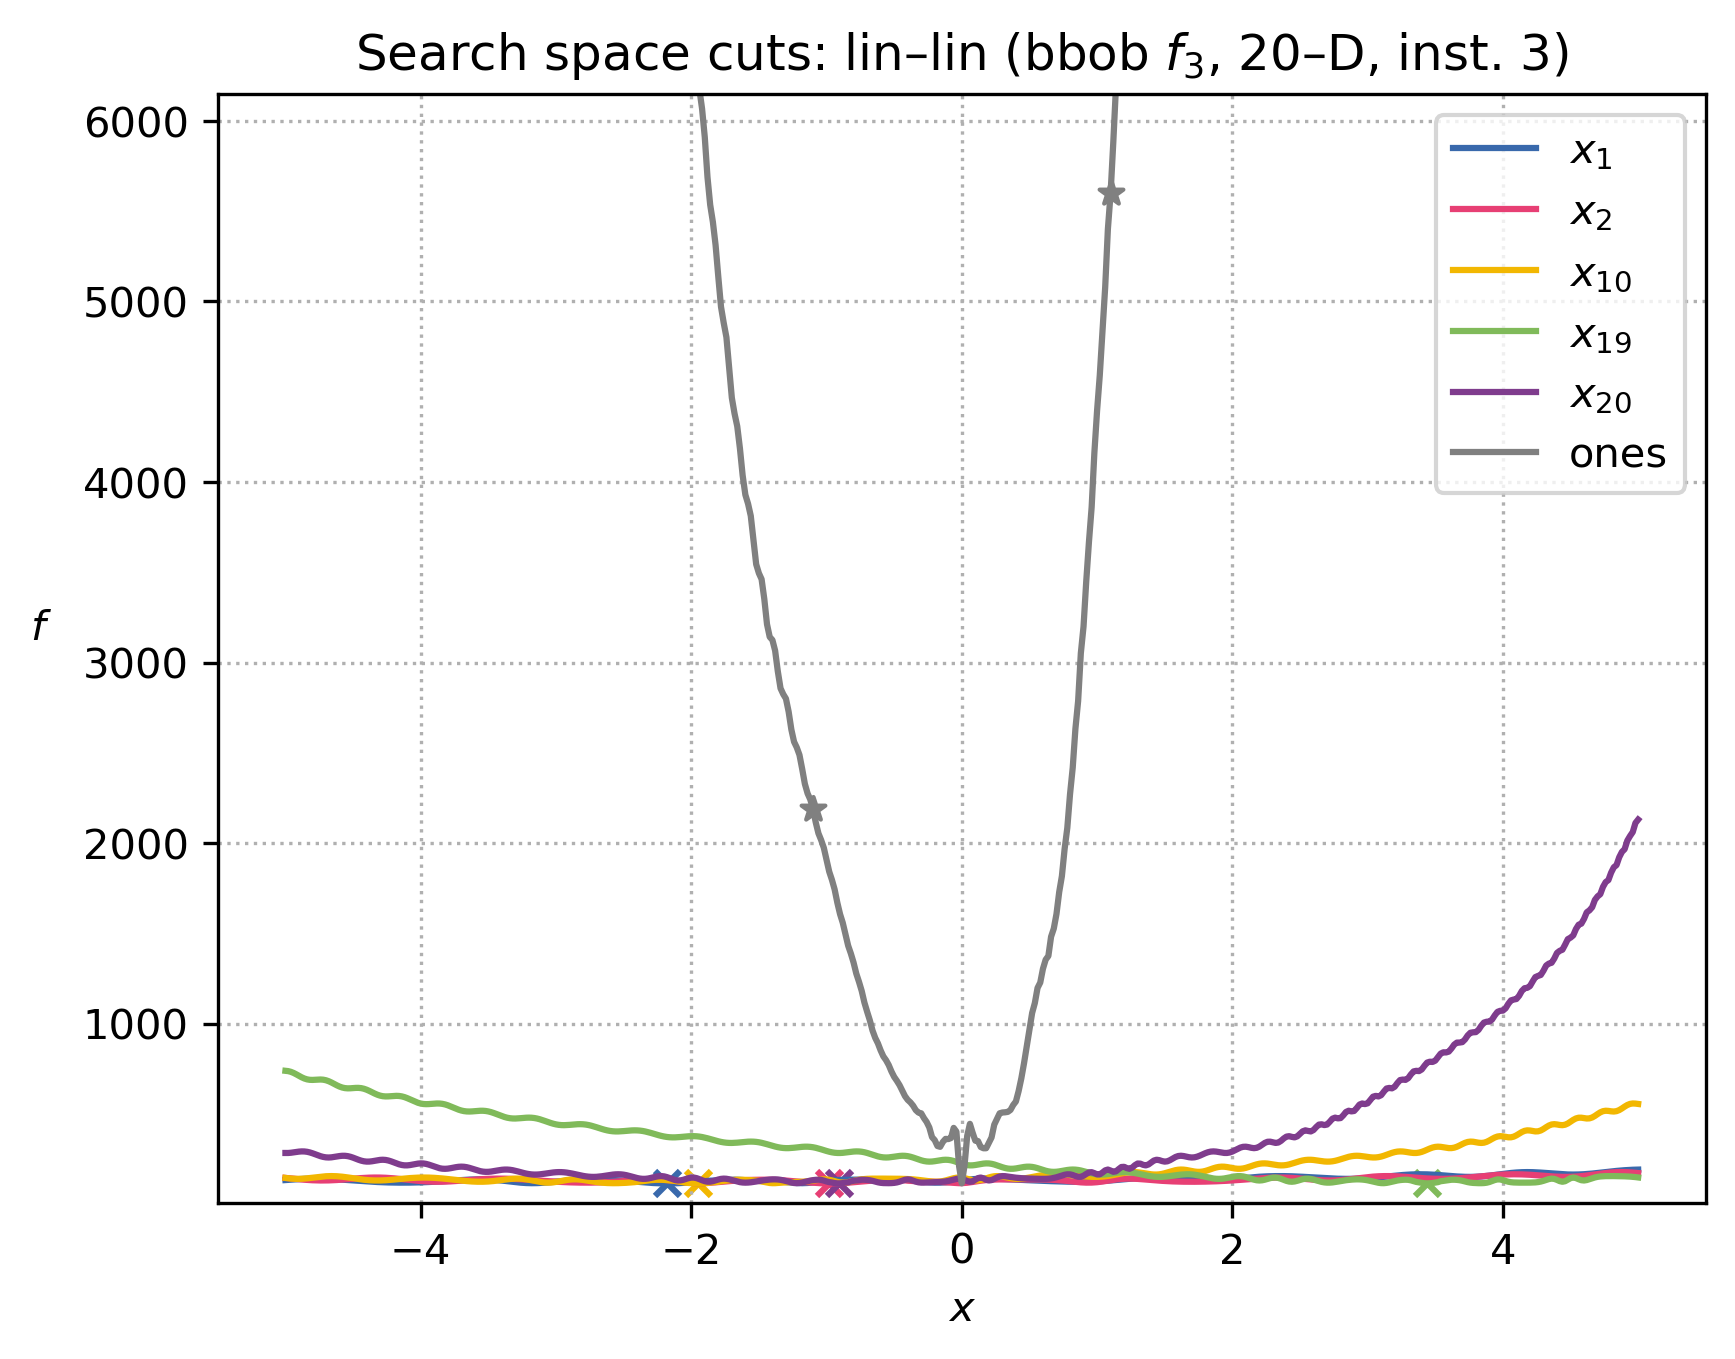 Search space cuts: lin–lin (bbob f₃, 20–D, inst. 3)
6000
5000
4000
3000
2000
1000
f
−4
−2
0
2
4
x
x₁
x₂
x₁₀
x₁₉
x₂₀
ones